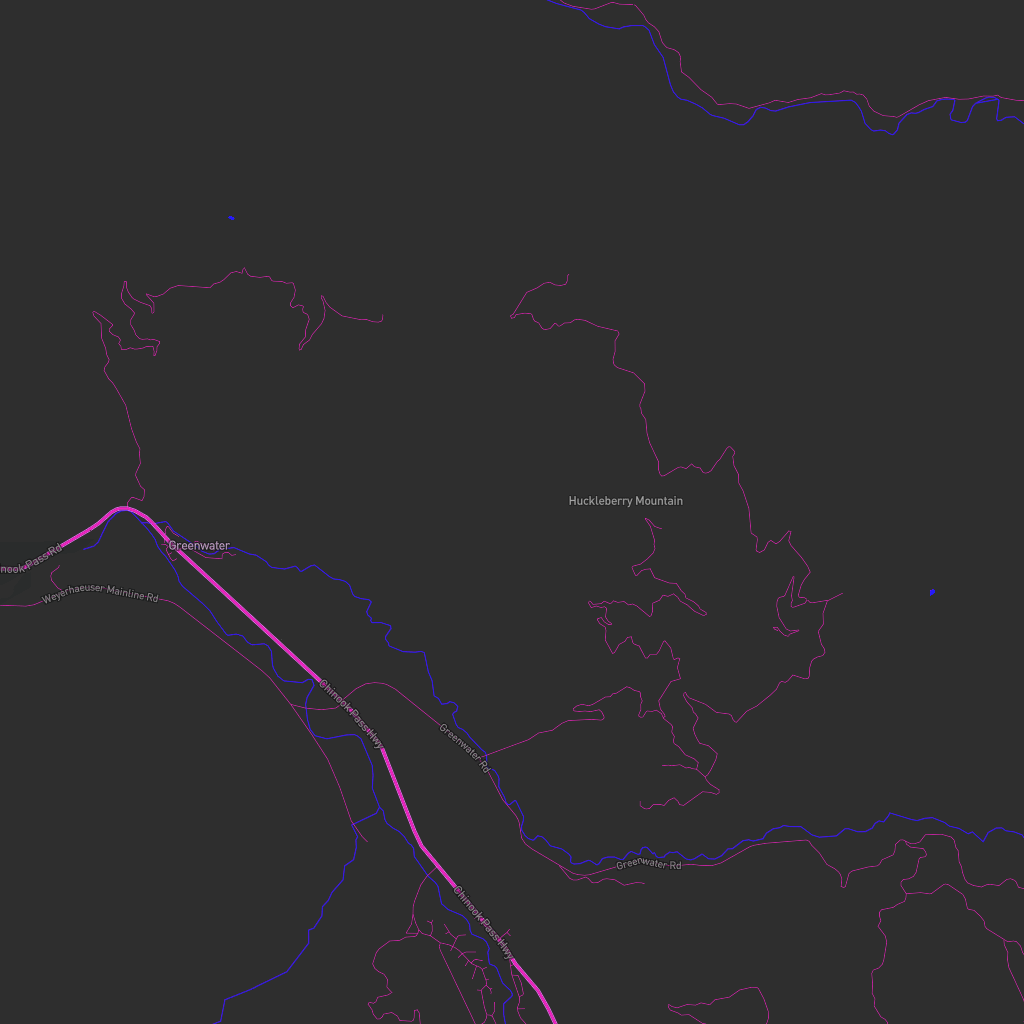 Huckleberry Mountain
Greenwater
nook Pass Rd
Weyerhaeuser Mainline Rd
Chinook Pass Hwy
Greenwater Rd
Greenwater Rd
Chinook Pass Hwy